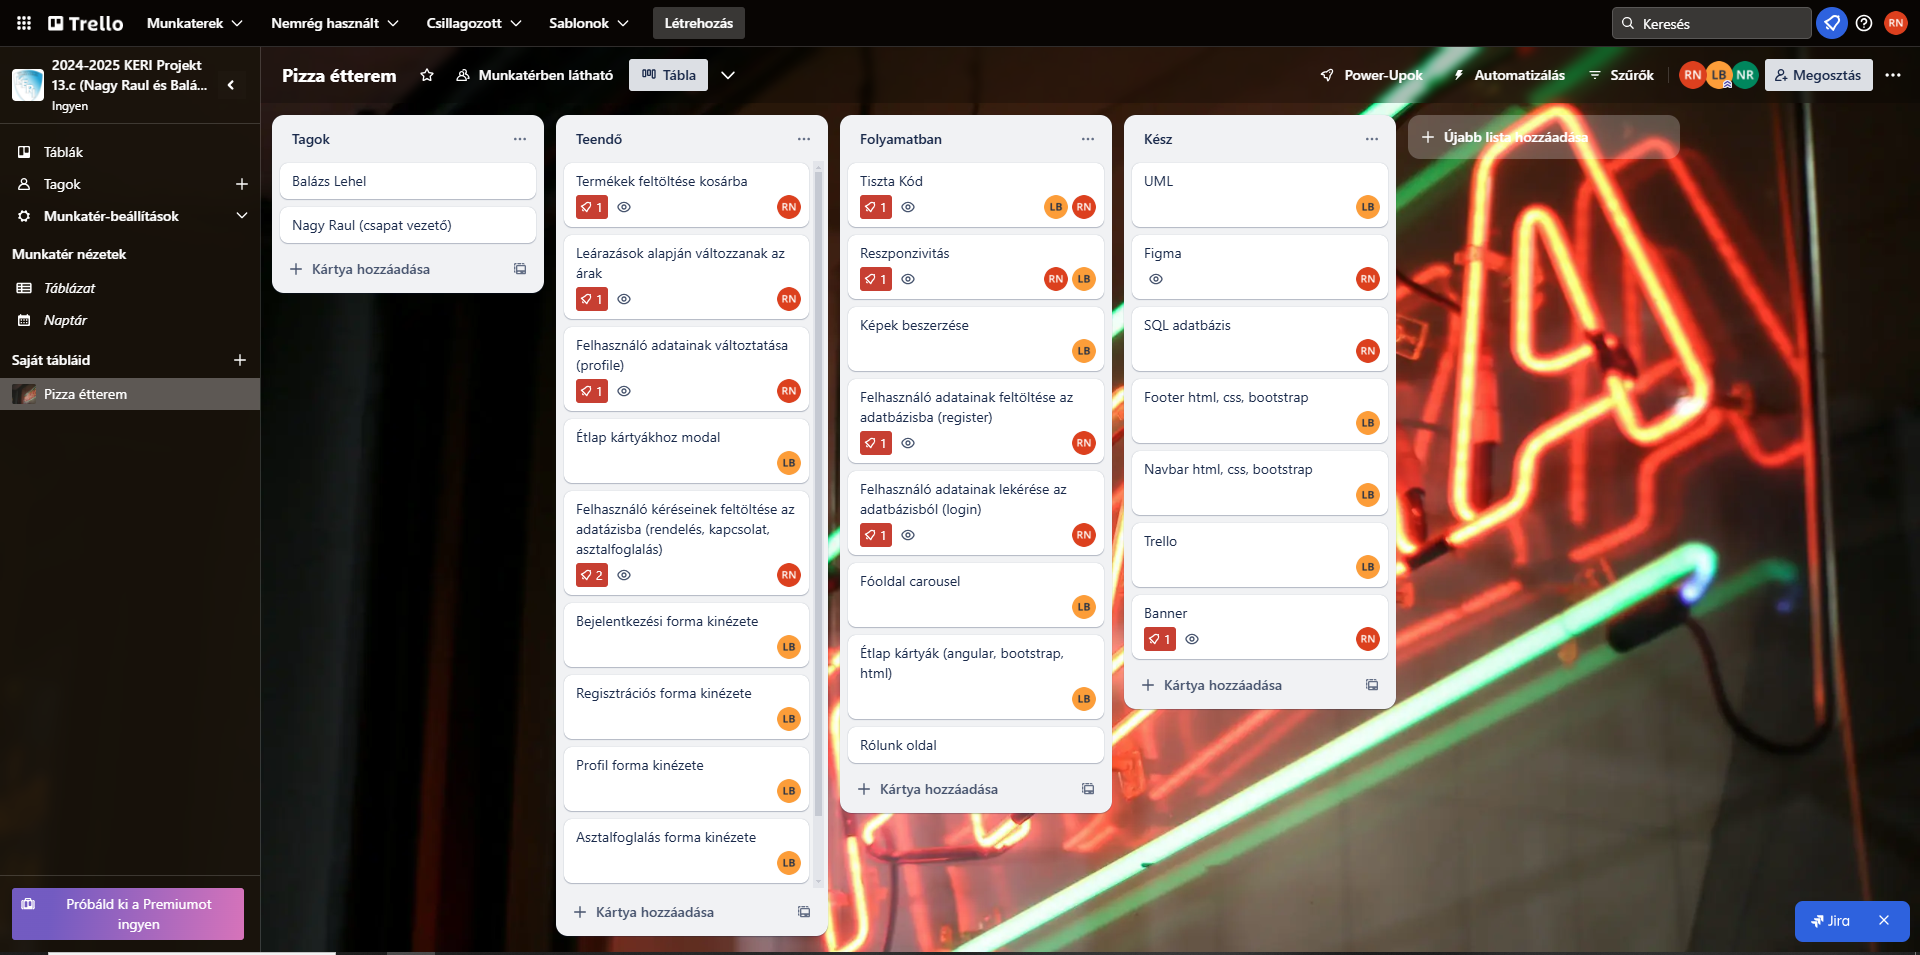 Trello
Munkaterek
Nemrég használt
Csillagozott
Sablonok
Létrehozás
Keresés
RN
2024-2025 KERI Projekt
13.c (Nagy Raul és Balá...
Ingyen
Pizza étterem
Munkatérben látható
Tábla
Power-Upok
Automatizálás
Szűrők
RN
LB
NR
Megosztás
Táblák
Tagok
Munkatér-beállítások
Munkatér nézetek
Táblázat
Naptár
Saját tábláid
Pizza étterem
Próbáld ki a Premiumot
ingyen
Tagok
Balázs Lehel
Nagy Raul (csapat vezető)
Kártya hozzáadása
Teendő
Termékek feltöltése kosárba
1
RN
Leárazások alapján változzanak az
árak
1
RN
Felhasználó adatainak változtatása
(profile)
1
RN
Étlap kártyákhoz modal
LB
Felhasználó kéréseinek feltöltése az
adatázisba (rendelés, kapcsolat,
asztalfoglalás)
2
RN
Bejelentkezési forma kinézete
LB
Regisztrációs forma kinézete
LB
Profil forma kinézete
LB
Asztalfoglalás forma kinézete
LB
Kártya hozzáadása
Folyamatban
Tiszta Kód
1
LB
RN
Reszponzivitás
1
RN
LB
Képek beszerzése
LB
Felhasználó adatainak feltöltése az
adatbázisba (register)
1
RN
Felhasználó adatainak lekérése az
adatbázisból (login)
1
RN
Fóoldal carousel
LB
Étlap kártyák (angular, bootstrap,
html)
LB
Rólunk oldal
Kártya hozzáadása
Kész
UML
LB
Figma
RN
SQL adatbázis
RN
Footer html, css, bootstrap
LB
Navbar html, css, bootstrap
LB
Trello
LB
Banner
1
RN
Kártya hozzáadása
Újabb lista hozzáadása
Jira